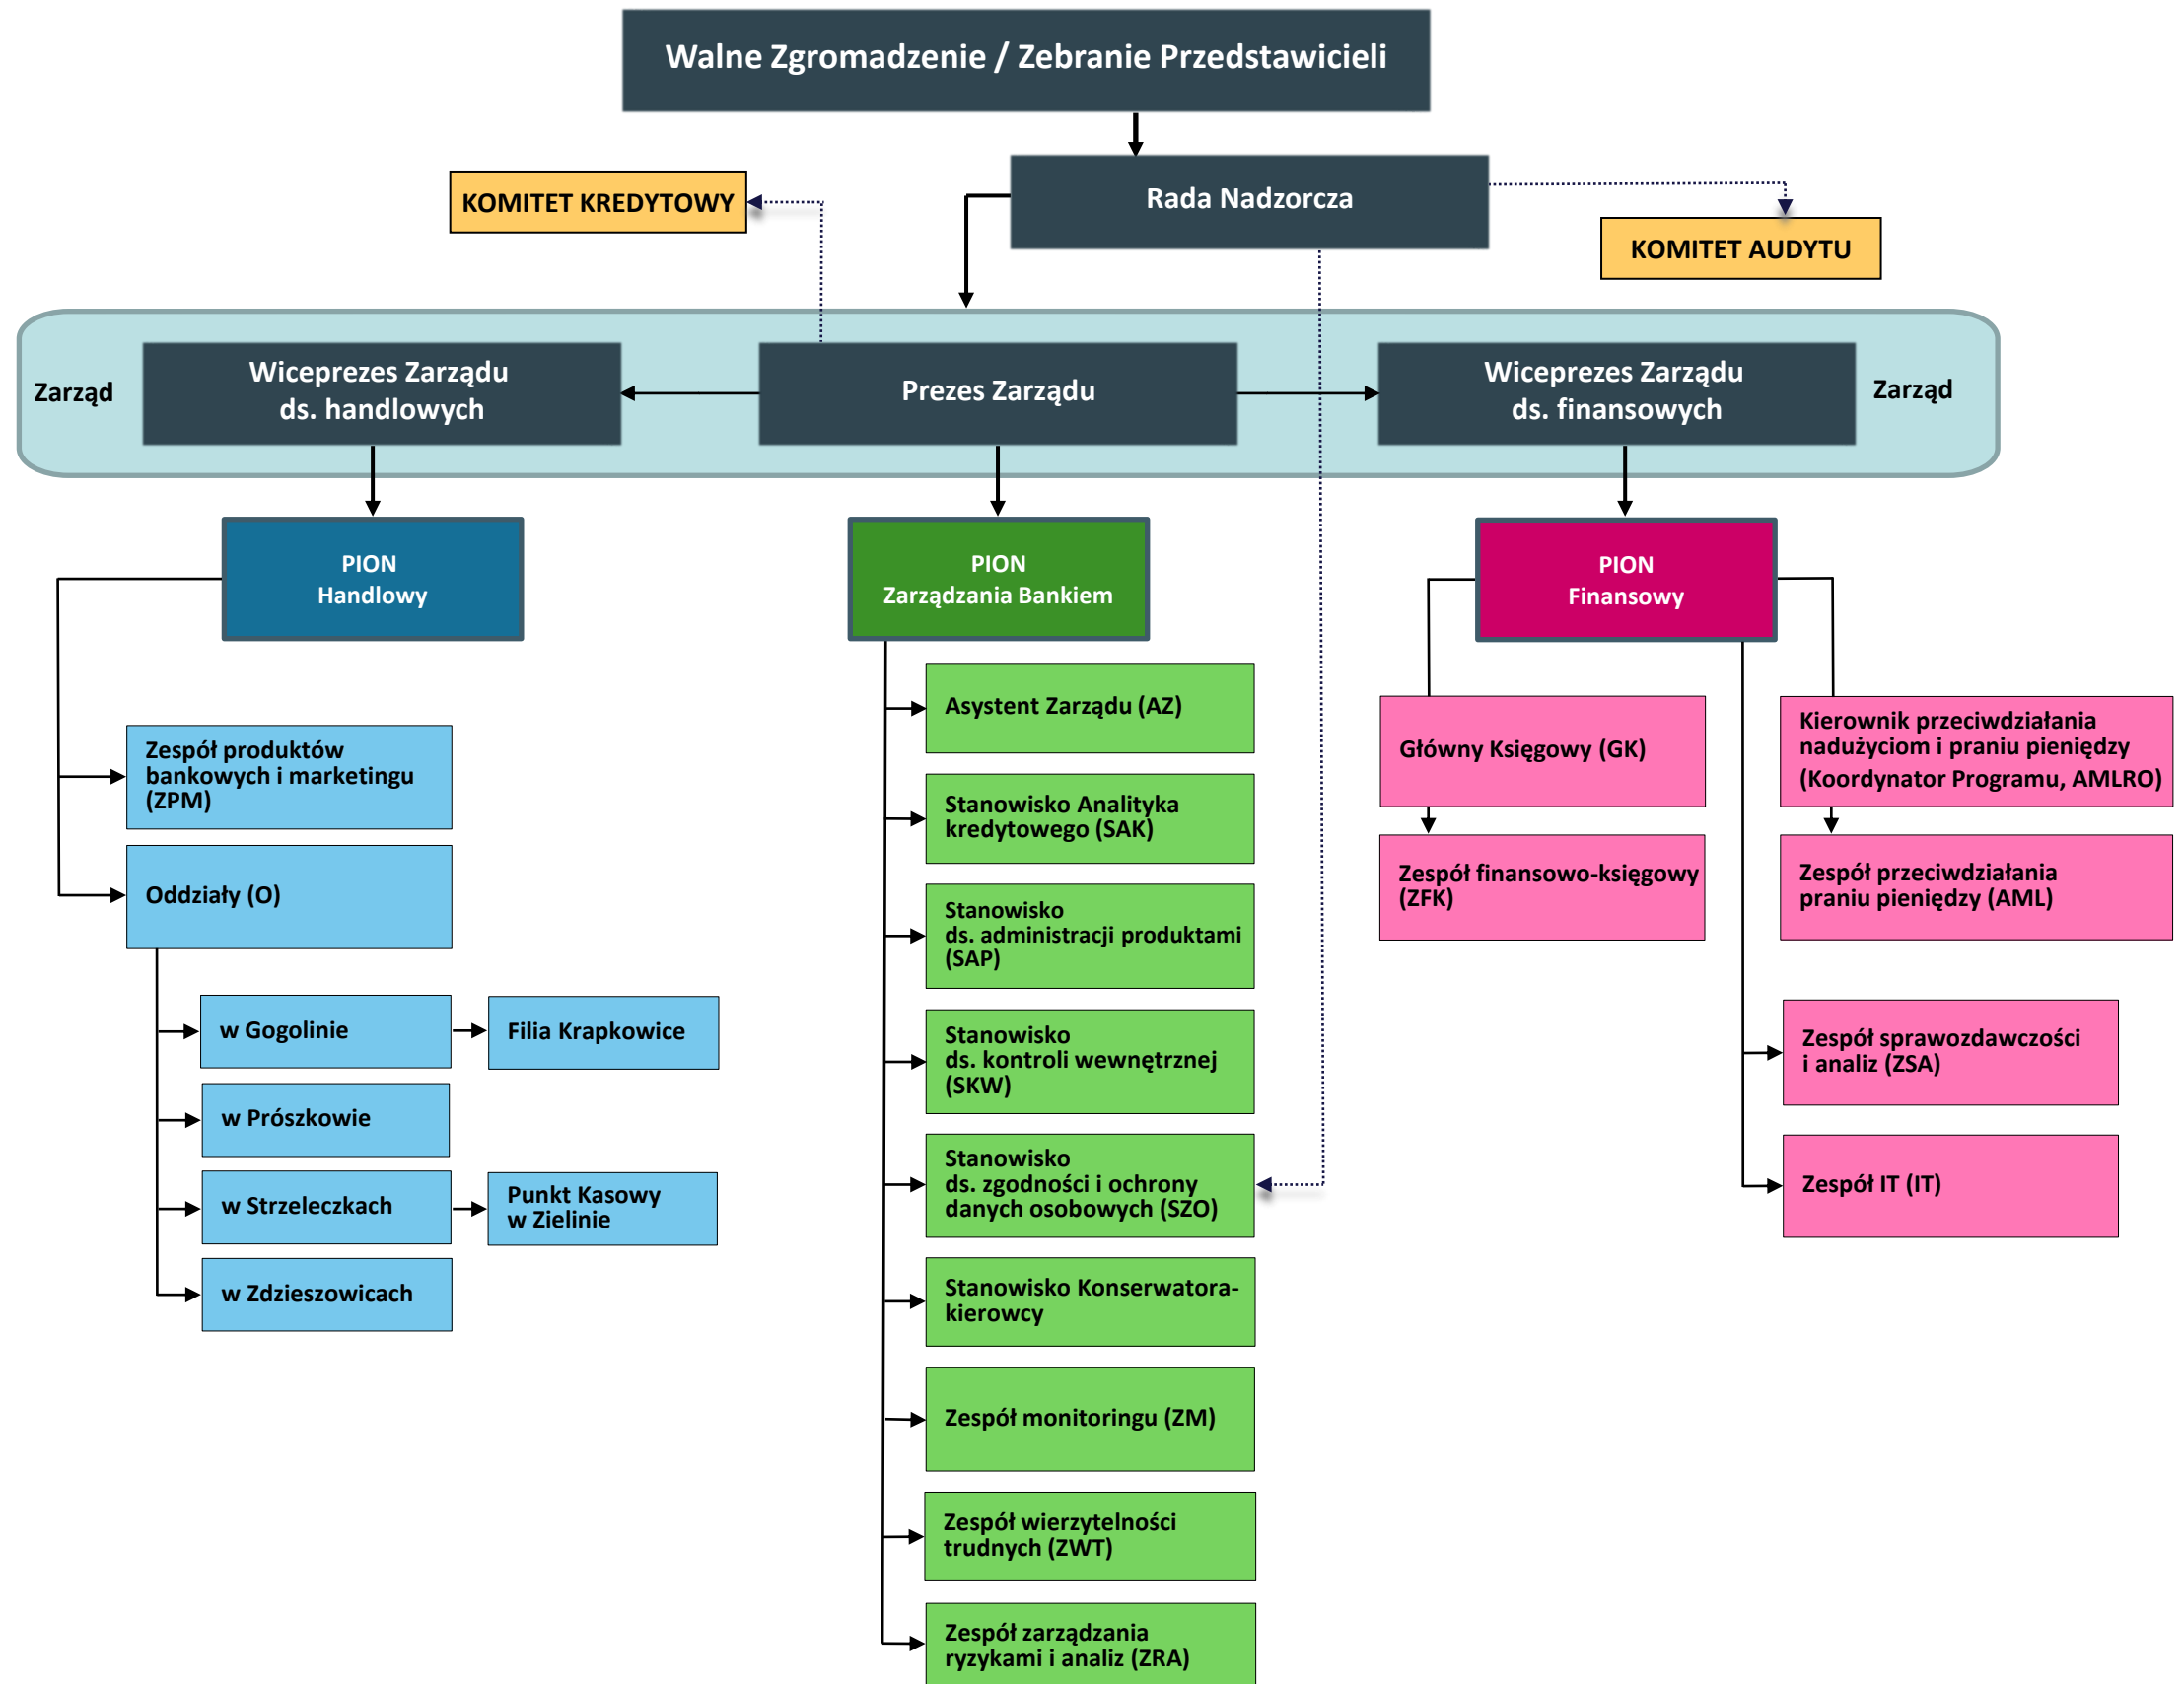 Walne Zgromadzenie / Zebranie Przedstawicieli
Rada Nadzorcza
KOMITET KREDYTOWY
KOMITET AUDYTU
Zarząd
Wiceprezes Zarządu
ds. handlowych
Prezes Zarządu
Wiceprezes Zarządu
ds. finansowych
Zarząd
PION
Handlowy
PION
Zarządzania Bankiem
PION
Finansowy
Zespół produktów
bankowych i marketingu
(ZPM)
Oddziały (O)
w Gogolinie
Filia Krapkowice
w Prószkowie
w Strzeleczkach
Punkt Kasowy
w Zielinie
w Zdzieszowicach
Asystent Zarządu (AZ)
Stanowisko Analityka
kredytowego (SAK)
Stanowisko
ds. administracji produktami
(SAP)
Stanowisko
ds. kontroli wewnętrznej
(SKW)
Stanowisko
ds. zgodności i ochrony
danych osobowych (SZO)
Stanowisko Konserwatora-
kierowcy
Zespół monitoringu (ZM)
Zespół wierzytelności
trudnych (ZWT)
Zespół zarządzania
ryzykami i analiz (ZRA)
Główny Księgowy (GK)
Zespół finansowo-księgowy
(ZFK)
Kierownik przeciwdziałania
nadużyciom i praniu pieniędzy
(Koordynator Programu, AMLRO)
Zespół przeciwdziałania
praniu pieniędzy (AML)
Zespół sprawozdawczości
i analiz (ZSA)
Zespół IT (IT)